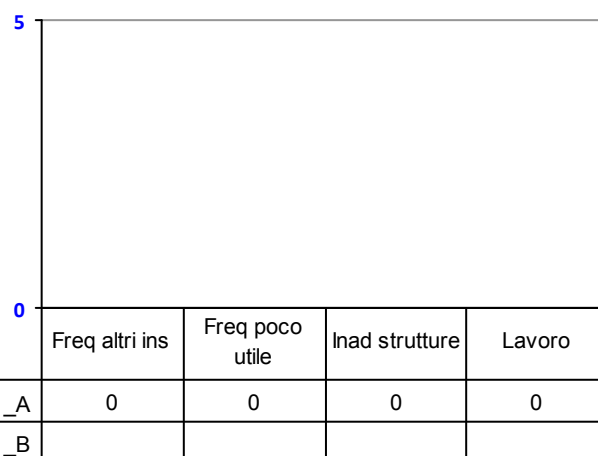 5
0
Freq altri ins
Freq poco
utile
Inad strutture
Lavoro
_A 0 0 0 0
_B